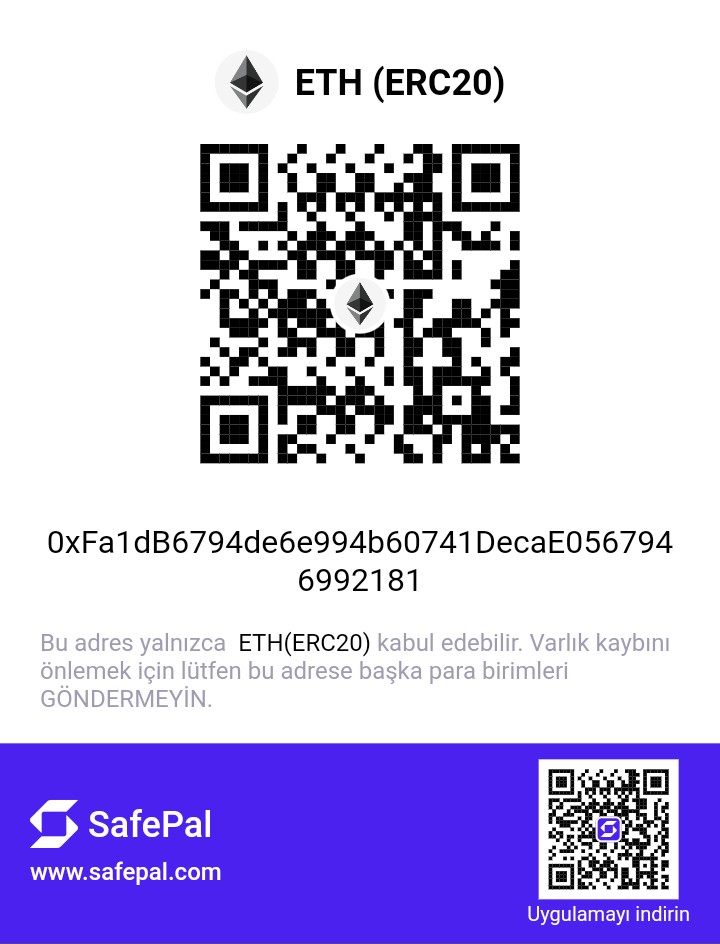 ETH (ERC20)
0xFa1dB6794de6e994b60741DecaE056794
6992181
Bu adres yalnızca ETH(ERC20) kabul edebilir. Varlık kaybını
önlemek için lütfen bu adrese başka para birimleri
GÖNDERMEYİN.
SafePal
www.safepal.com
Uygulamayı indirin